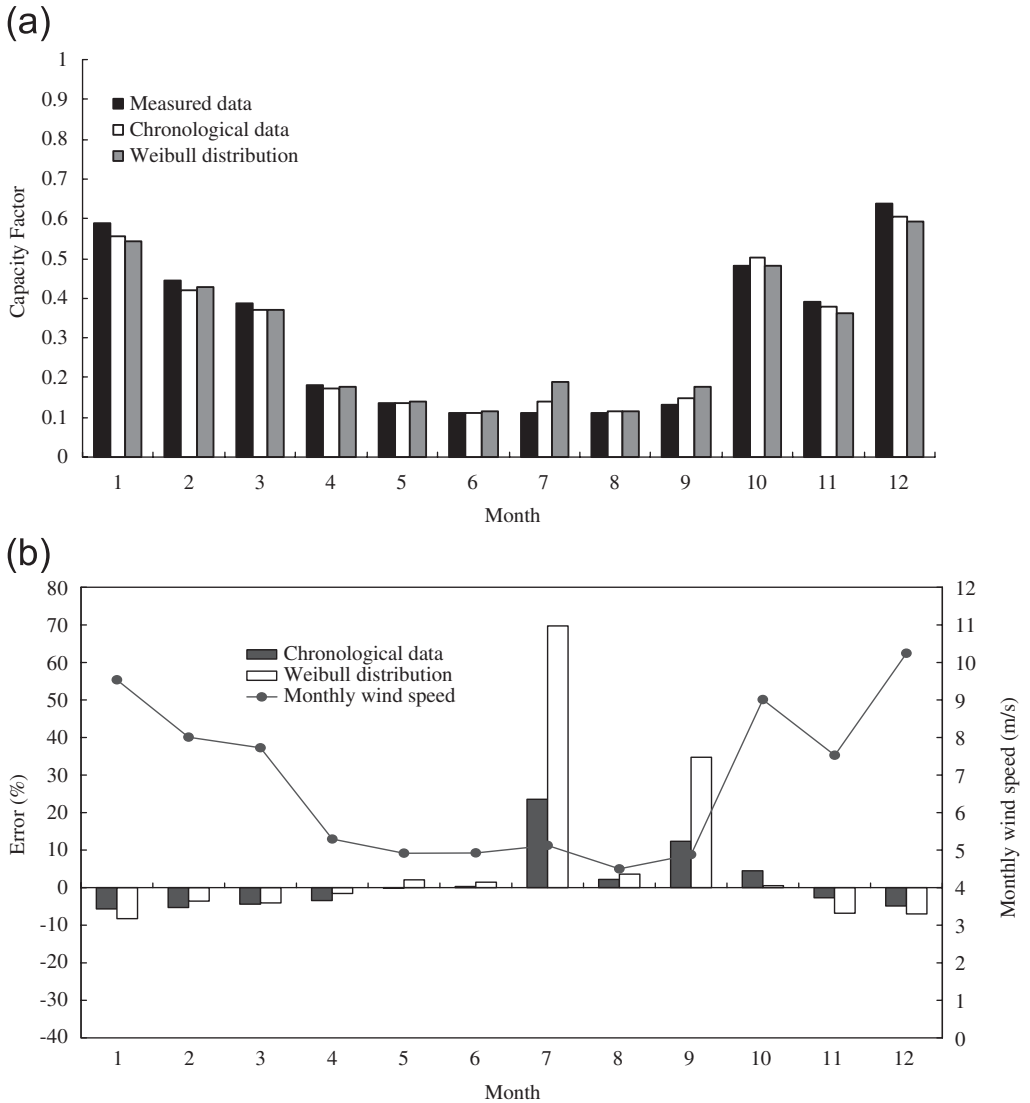 (a)
1
0.9
0.8
0.7
0.6
0.5
0.4
0.3
0.2
0.1
0
Capacity Factor
Measured data
Chronological data
Weibull distribution
1 2 3 4 5 6 7 8 9 10 11 12
Month
(b)
80
70
60
50
40
30
20
10
0
-10
-20
-30
-40
Error (%)
Chronological data
Weibull distribution
Monthly wind speed
12
11
10
9
8
7
6
5
4
3
2
1
0
Monthly wind speed (m/s)
1 2 3 4 5 6 7 8 9 10 11 12
Month